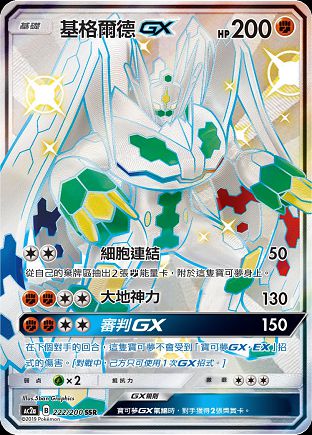 基礎 基格爾德GX HP200
細胞連結 50
從自己的棄牌區抽出2張能量卡,附於這隻寶可夢身上。
大地神力 130
審判GX 150
在下個對手的回合,這隻寶可夢不會受到「寶可夢GX、EX」的
招式的傷害。[對戰中,己方只可使用1次GX招式。]
弱點 ×2 抵抗力 撤退
Illus. 5ban Graphics GX規則
AC2a B 222/200 SSR 寶可夢GX氣絕時,對手獲得2張獎賞卡。
©2019 Pokémon